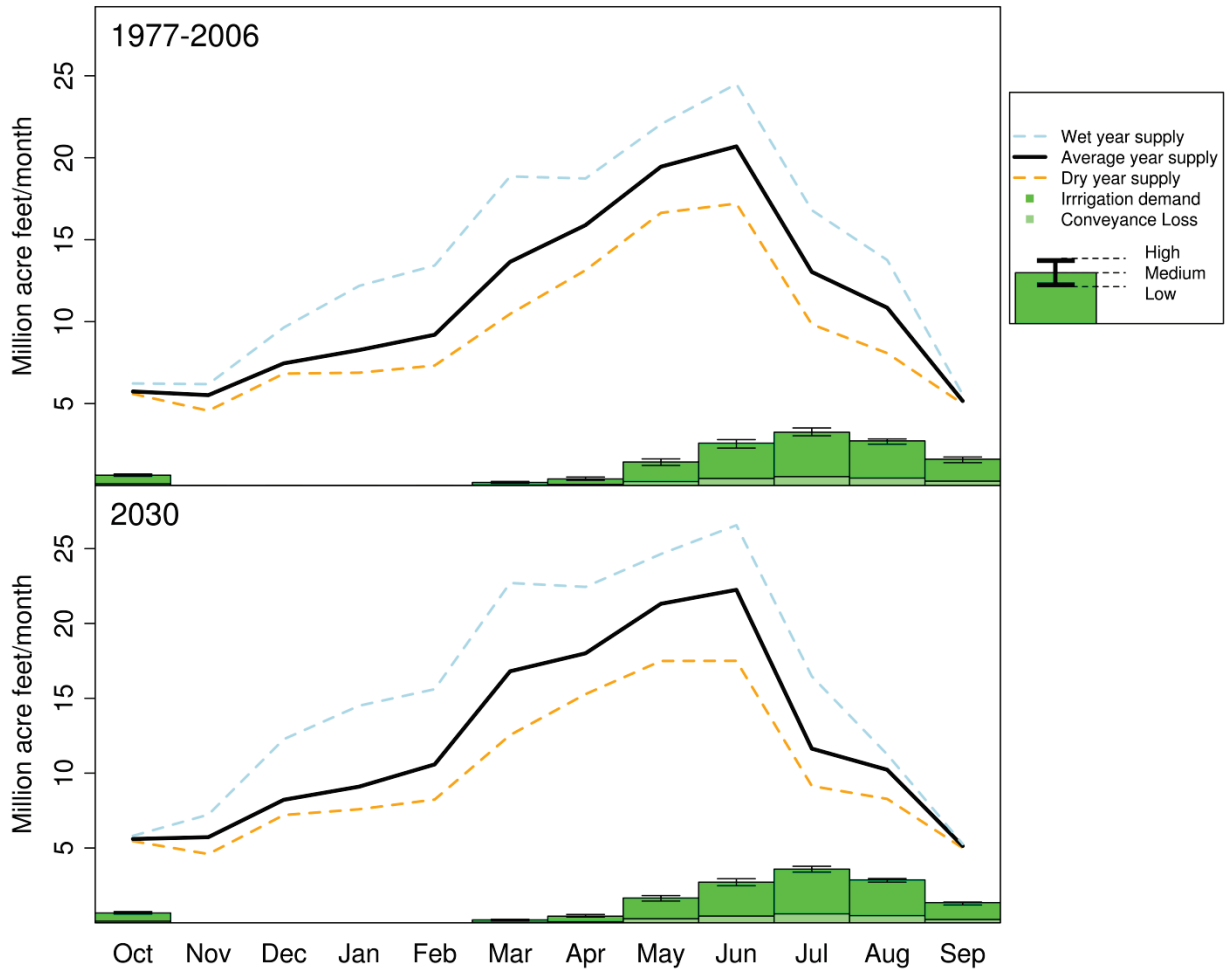 1977-2006
25
20
15
10
5
Million acre feet/month
Wet year supply
Average year supply
Dry year supply
Irrrigation demand
Conveyance Loss
High
Medium
Low
2030
25
20
15
10
5
Million acre feet/month
Oct Nov Dec Jan Feb Mar Apr May Jun Jul Aug Sep